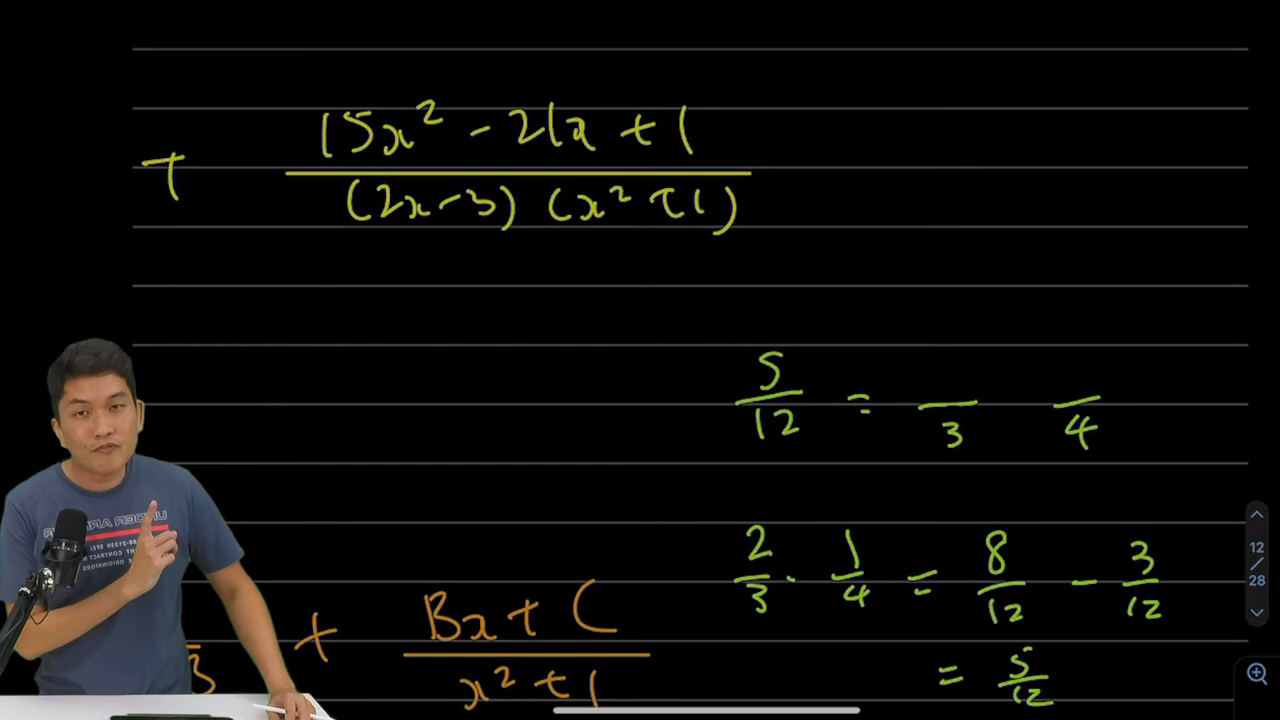 + (15x² - 21x + 1) / ((2x - 3)(x² + 1))
5/12 = /3 /4
2/3 · 1/4 = 8/12 - 3/12
= 5/12
3 + (Bx + C) / (x² + 1)
12
/
28